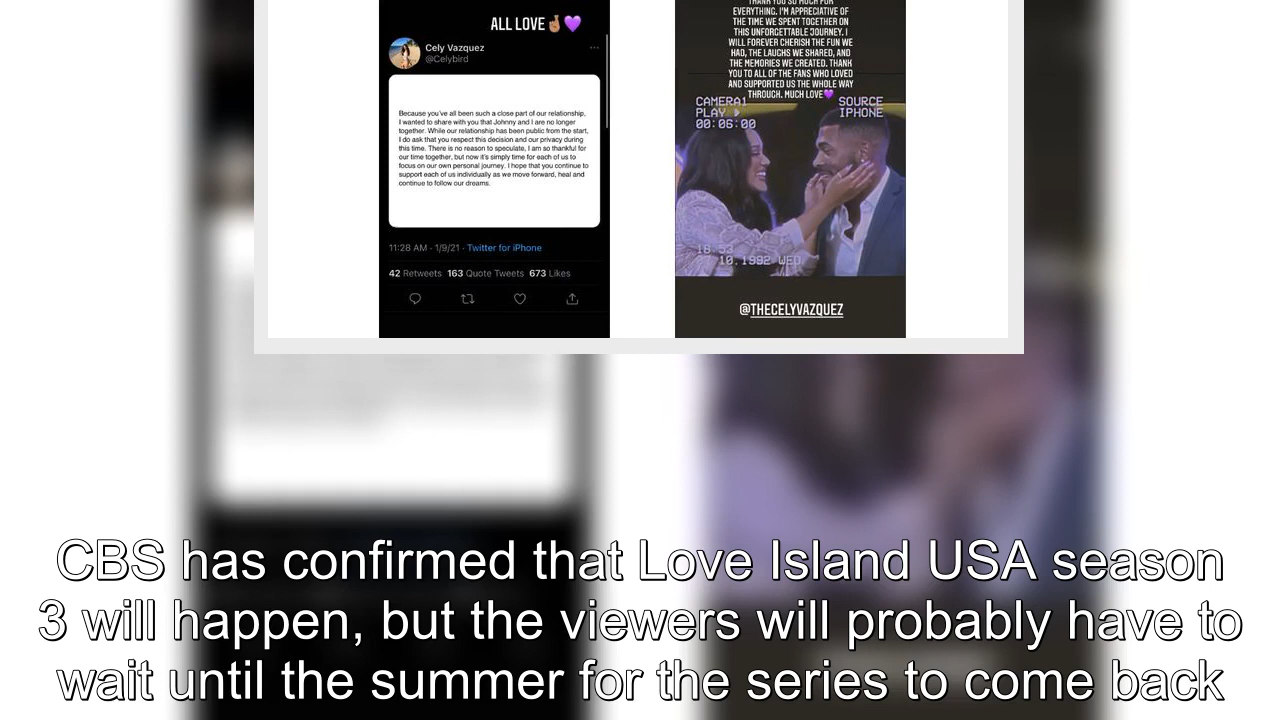 ALL LOVE🤞🏽💜
Cely Vazquez
@Celybird
Because you've all been such a close part of our relationship,
I wanted to share with you that Johnny and I are no longer
together. While our relationship has been public from the start,
I do ask that you respect this decision and our privacy during
this time. There is no reason to speculate, I am so thankful for
our time together, but now it's simply time for each of us to
focus on our own personal journey. I hope that you continue to
support each of us individually as we move forward, heal and
continue to follow our dreams.
11:28 AM · 1/9/21 · Twitter for iPhone
42 Retweets 163 Quote Tweets 673 Likes
THANK YOU SO MUCH FOR
EVERYTHING. I'M APPRECIATIVE OF
THE TIME WE SPENT TOGETHER ON
THIS UNFORGETTABLE JOURNEY. I
WILL FOREVER CHERISH THE FUN WE
HAD, THE LAUGHS WE SHARED, AND
THE MEMORIES WE CREATED. THANK
YOU TO ALL OF THE FANS WHO LOVED
AND SUPPORTED US THE WHOLE WAY
THROUGH. MUCH LOVE💜
CAMERA1 SOURCE
PLAY IPHONE
00:06:00
10.1992 WED
@THECELYVAZQUEZ
CBS has confirmed that Love Island USA season
3 will happen, but the viewers will probably have to
wait until the summer for the series to come back